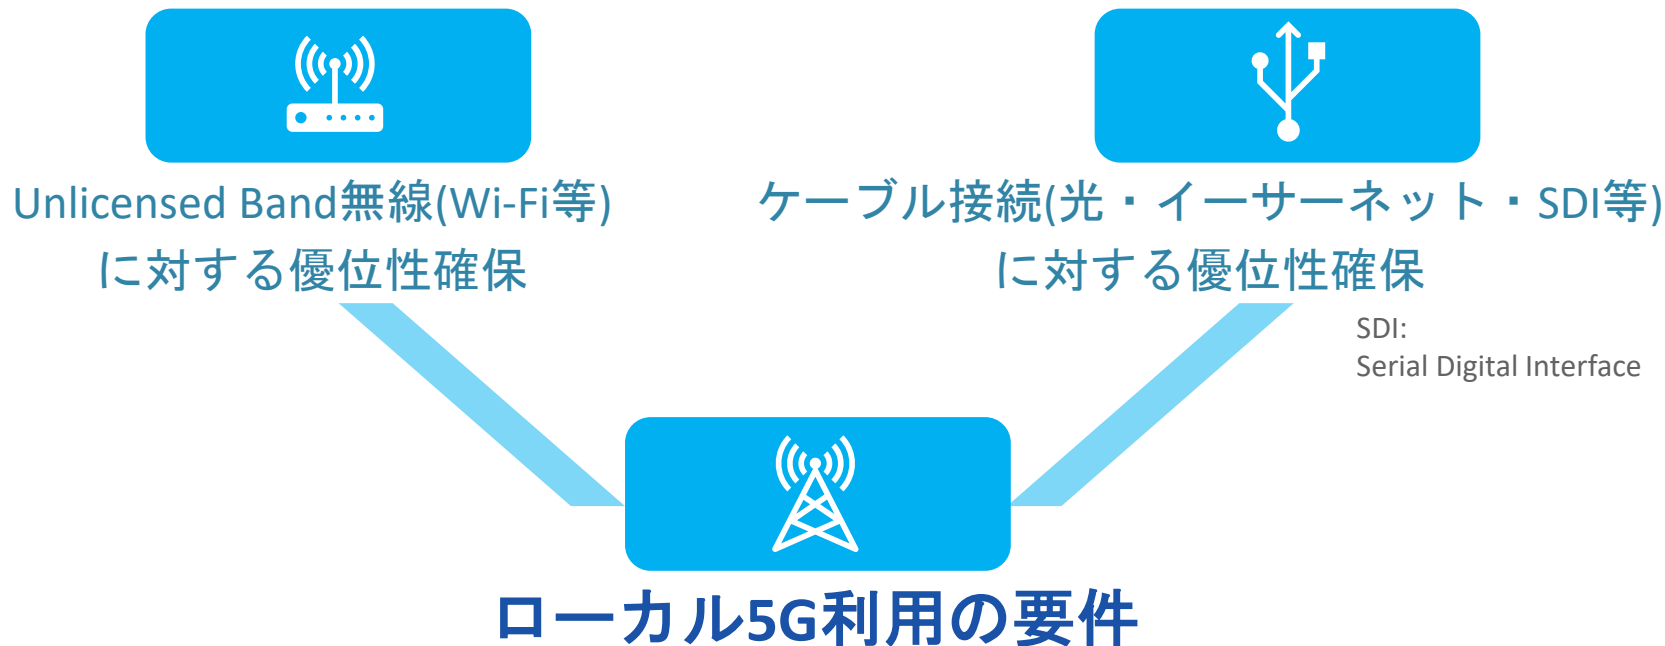 Unlicensed Band無線(Wi-Fi等)
に対する優位性確保
ケーブル接続(光・イーサーネット・SDI等)
に対する優位性確保
SDI:
Serial Digital Interface
ローカル5G利用の要件